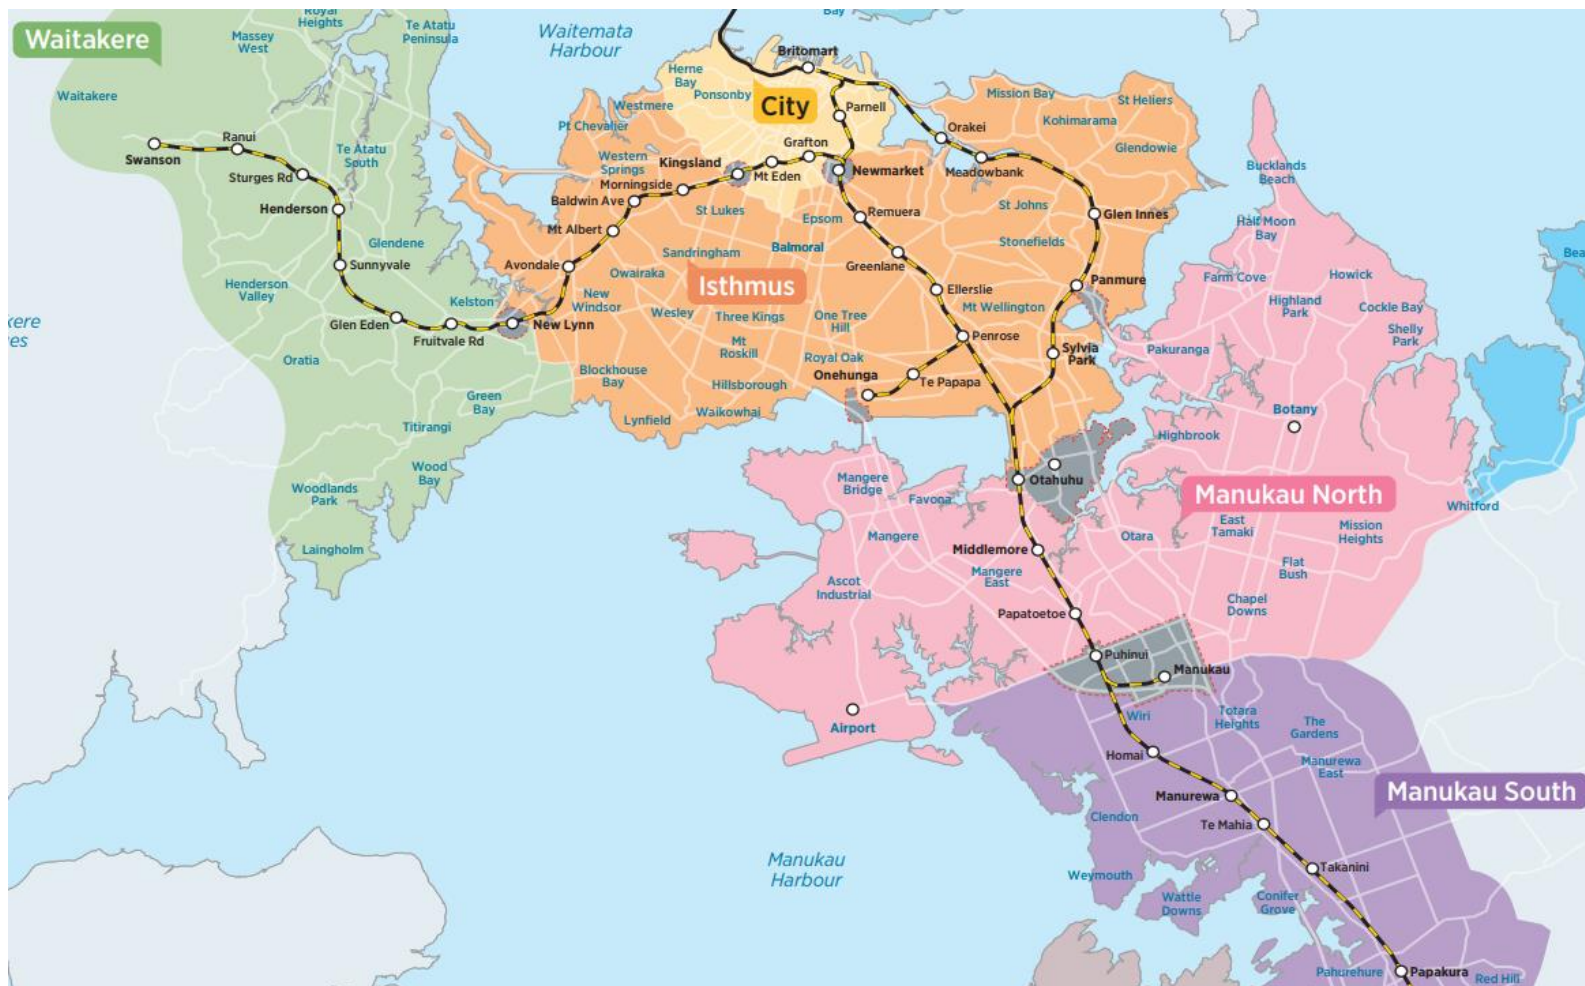 Waitakere
Royal
Heights
Te Atatu
Peninsula
Massey
West
Waitemata
Harbour
Bay
Britomart
Herne
Bay
Ponsonby
City
Mission Bay
St Heliers
Waitakere
Westmere
Parnell
Kohimarama
Pt Chevalier
Orakei
Ranui
Grafton
Glendowie
Swanson
Te Atatu
South
Western
Springs
Kingsland
Mt Eden
Newmarket
Meadowbank
Bucklands
Beach
Sturges Rd
Morningside
Baldwin Ave
Henderson
St Lukes
Epsom
Remuera
St Johns
Glen Innes
Half Moon
Bay
Mt Albert
Glendene
Sandringham
Balmoral
Stonefields
Sunnyvale
Avondale
Owairaka
Isthmus
Greenlane
Panmure
Farm Cove
Howick
Bea
Henderson
Valley
Kelston
New
Windsor
Wesley
Three Kings
One Tree
Hill
Ellerslie
Mt Wellington
Highland
Park
Cockle Bay
Shelly
Park
kere
es
Glen Eden
Fruitvale Rd
New Lynn
Mt
Roskill
Royal Oak
Penrose
Sylvia
Park
Pakuranga
Oratia
Blockhouse
Bay
Hillsborough
Onehunga
Te Papapa
Green
Bay
Lynfield
Waikowhai
Botany
Titirangi
Highbrook
Wood
Bay
Woodlands
Park
Mangere
Bridge
Favona
Otahuhu
Manukau North
Whitford
Laingholm
Mangere
Otara
East
Tamaki
Mission
Heights
Middlemore
Mangere
East
Flat
Bush
Ascot
Industrial
Chapel
Downs
Papatoetoe
Puhinui
Manukau
Airport
Wiri
Totara
Heights
The
Gardens
Homai
Manurewa
East
Manukau South
Manurewa
Clendon
Te Mahia
Manukau
Harbour
Takanini
Weymouth
Wattle
Downs
Conifer
Grove
Pahurehure
Papakura
Red Hill